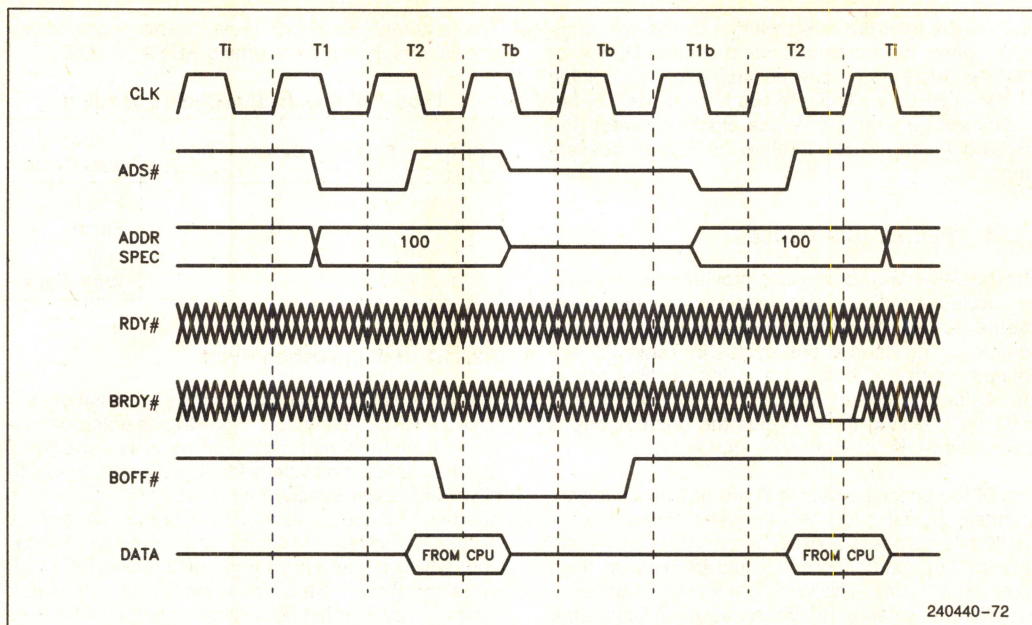 Ti T1 T2 Tb Tb T1b T2 Ti
CLK
ADS#
ADDR
SPEC
100
100
RDY#
BRDY#
BOFF#
DATA
FROM CPU
FROM CPU
240440-72